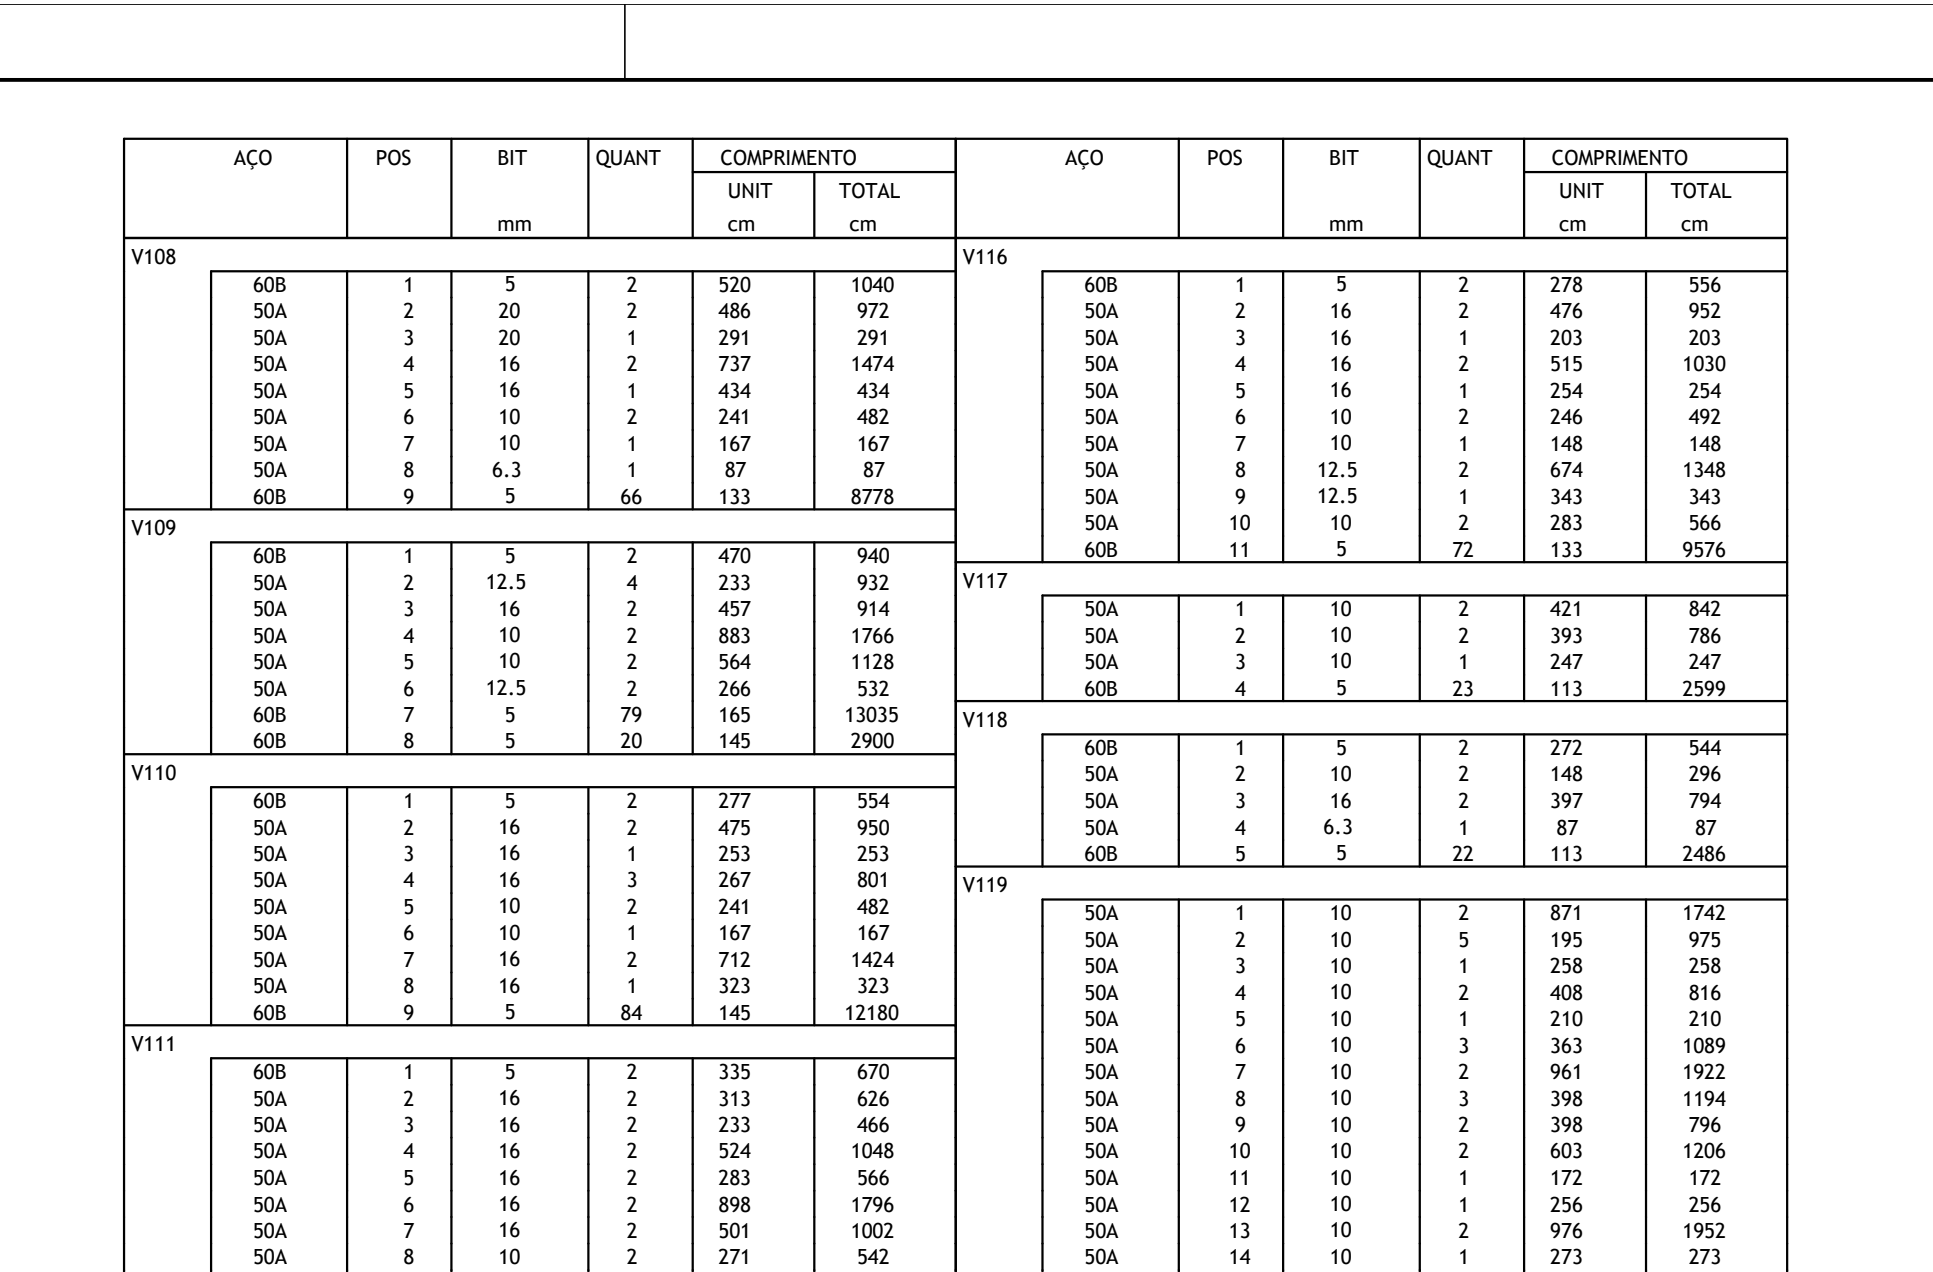 AÇO POS BIT QUANT COMPRIMENTO
UNIT TOTAL
mm cm cm
V108
60B 1 5 2 520 1040
50A 2 20 2 486 972
50A 3 20 1 291 291
50A 4 16 2 737 1474
50A 5 16 1 434 434
50A 6 10 2 241 482
50A 7 10 1 167 167
50A 8 6.3 1 87 87
60B 9 5 66 133 8778
V109
60B 1 5 2 470 940
50A 2 12.5 4 233 932
50A 3 16 2 457 914
50A 4 10 2 883 1766
50A 5 10 2 564 1128
50A 6 12.5 2 266 532
60B 7 5 79 165 13035
60B 8 5 20 145 2900
V110
60B 1 5 2 277 554
50A 2 16 2 475 950
50A 3 16 1 253 253
50A 4 16 3 267 801
50A 5 10 2 241 482
50A 6 10 1 167 167
50A 7 16 2 712 1424
50A 8 16 1 323 323
60B 9 5 84 145 12180
V111
60B 1 5 2 335 670
50A 2 16 2 313 626
50A 3 16 2 233 466
50A 4 16 2 524 1048
50A 5 16 2 283 566
50A 6 16 2 898 1796
50A 7 16 2 501 1002
50A 8 10 2 271 542
AÇO POS BIT QUANT COMPRIMENTO
UNIT TOTAL
mm cm cm
V116
60B 1 5 2 278 556
50A 2 16 2 476 952
50A 3 16 1 203 203
50A 4 16 2 515 1030
50A 5 16 1 254 254
50A 6 10 2 246 492
50A 7 10 1 148 148
50A 8 12.5 2 674 1348
50A 9 12.5 1 343 343
50A 10 10 2 283 566
60B 11 5 72 133 9576
V117
50A 1 10 2 421 842
50A 2 10 2 393 786
50A 3 10 1 247 247
60B 4 5 23 113 2599
V118
60B 1 5 2 272 544
50A 2 10 2 148 296
50A 3 16 2 397 794
50A 4 6.3 1 87 87
60B 5 5 22 113 2486
V119
50A 1 10 2 871 1742
50A 2 10 5 195 975
50A 3 10 1 258 258
50A 4 10 2 408 816
50A 5 10 1 210 210
50A 6 10 3 363 1089
50A 7 10 2 961 1922
50A 8 10 3 398 1194
50A 9 10 2 398 796
50A 10 10 2 603 1206
50A 11 10 1 172 172
50A 12 10 1 256 256
50A 13 10 2 976 1952
50A 14 10 1 273 273